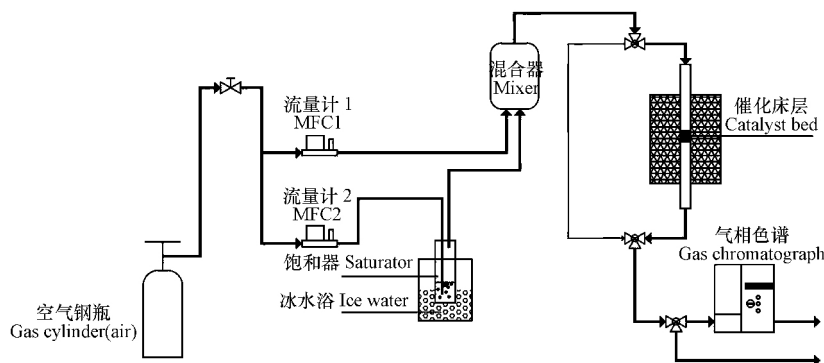 混合器
Mixer
流量计 1
MFC1
催化床层
Catalyst bed
流量计 2
MFC2
饱和器 Saturator
冰水浴 Ice water
气相色谱
Gas chromatograph
空气钢瓶
Gas cylinder(air)